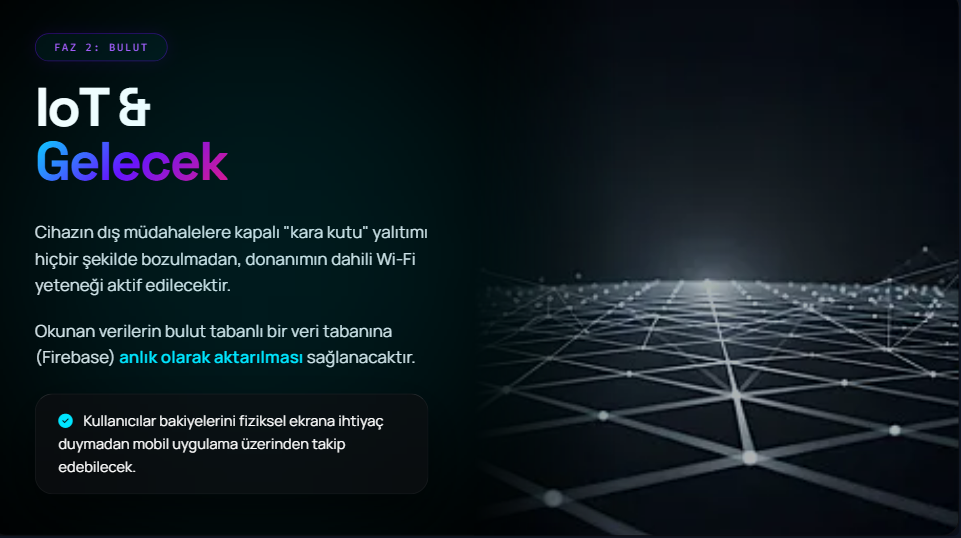 FAZ 2: BULUT
IoT &
Gelecek
Cihazın dış müdahalelere kapalı "kara kutu" yalıtımı
hiçbir şekilde bozulmadan, donanımın dahili Wi-Fi
yeteneği aktif edilecektir.
Okunan verilerin bulut tabanlı bir veri tabanına
(Firebase) anlık olarak aktarılması sağlanacaktır.
Kullanıcılar bakiyelerini fiziksel ekrana ihtiyaç
duymadan mobil uygulama üzerinden takip
edebilecek.